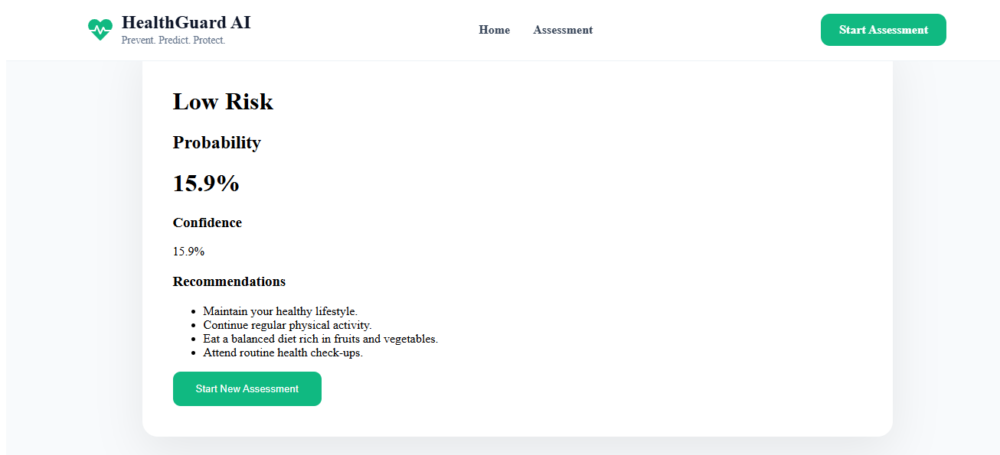 HealthGuard AI
Prevent. Predict. Protect.
Home
Assessment
Start Assessment
Low Risk
Probability
15.9%
Confidence
15.9%
Recommendations
Maintain your healthy lifestyle.
Continue regular physical activity.
Eat a balanced diet rich in fruits and vegetables.
Attend routine health check-ups.
Start New Assessment